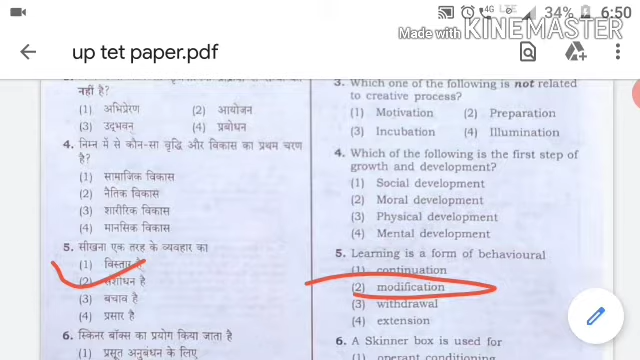 4G LTE 34% 6:50
Made with KINEMASTER
up tet paper.pdf
नहीं है?
(1) अभिप्रेरण (2) आयोजन
(3) उद्भवन् (4) प्रबोधन
4. निम्न में से कौन-सा वृद्धि और विकास का प्रथम चरण
है?
(1) सामाजिक विकास
(2) नैतिक विकास
(3) शारीरिक विकास
(4) मानसिक विकास
5. सीखना एक तरह के व्यवहार का
(1) विस्तार है
(2) संशोधन है
(3) बचाव है
(4) प्रसार है
6. स्किनर बॉक्स का प्रयोग किया जाता है
(1) प्रसूत अनुबंधन के लिए
3. Which one of the following is not related
to creative process?
(1) Motivation (2) Preparation
(3) Incubation (4) Illumination
4. Which of the following is the first step of
growth and development?
(1) Social development
(2) Moral development
(3) Physical development
(4) Mental development
5. Learning is a form of behavioural
(1) continuation
(2) modification
(3) withdrawal
(4) extension
6. A Skinner box is used for
(1) operant conditioning